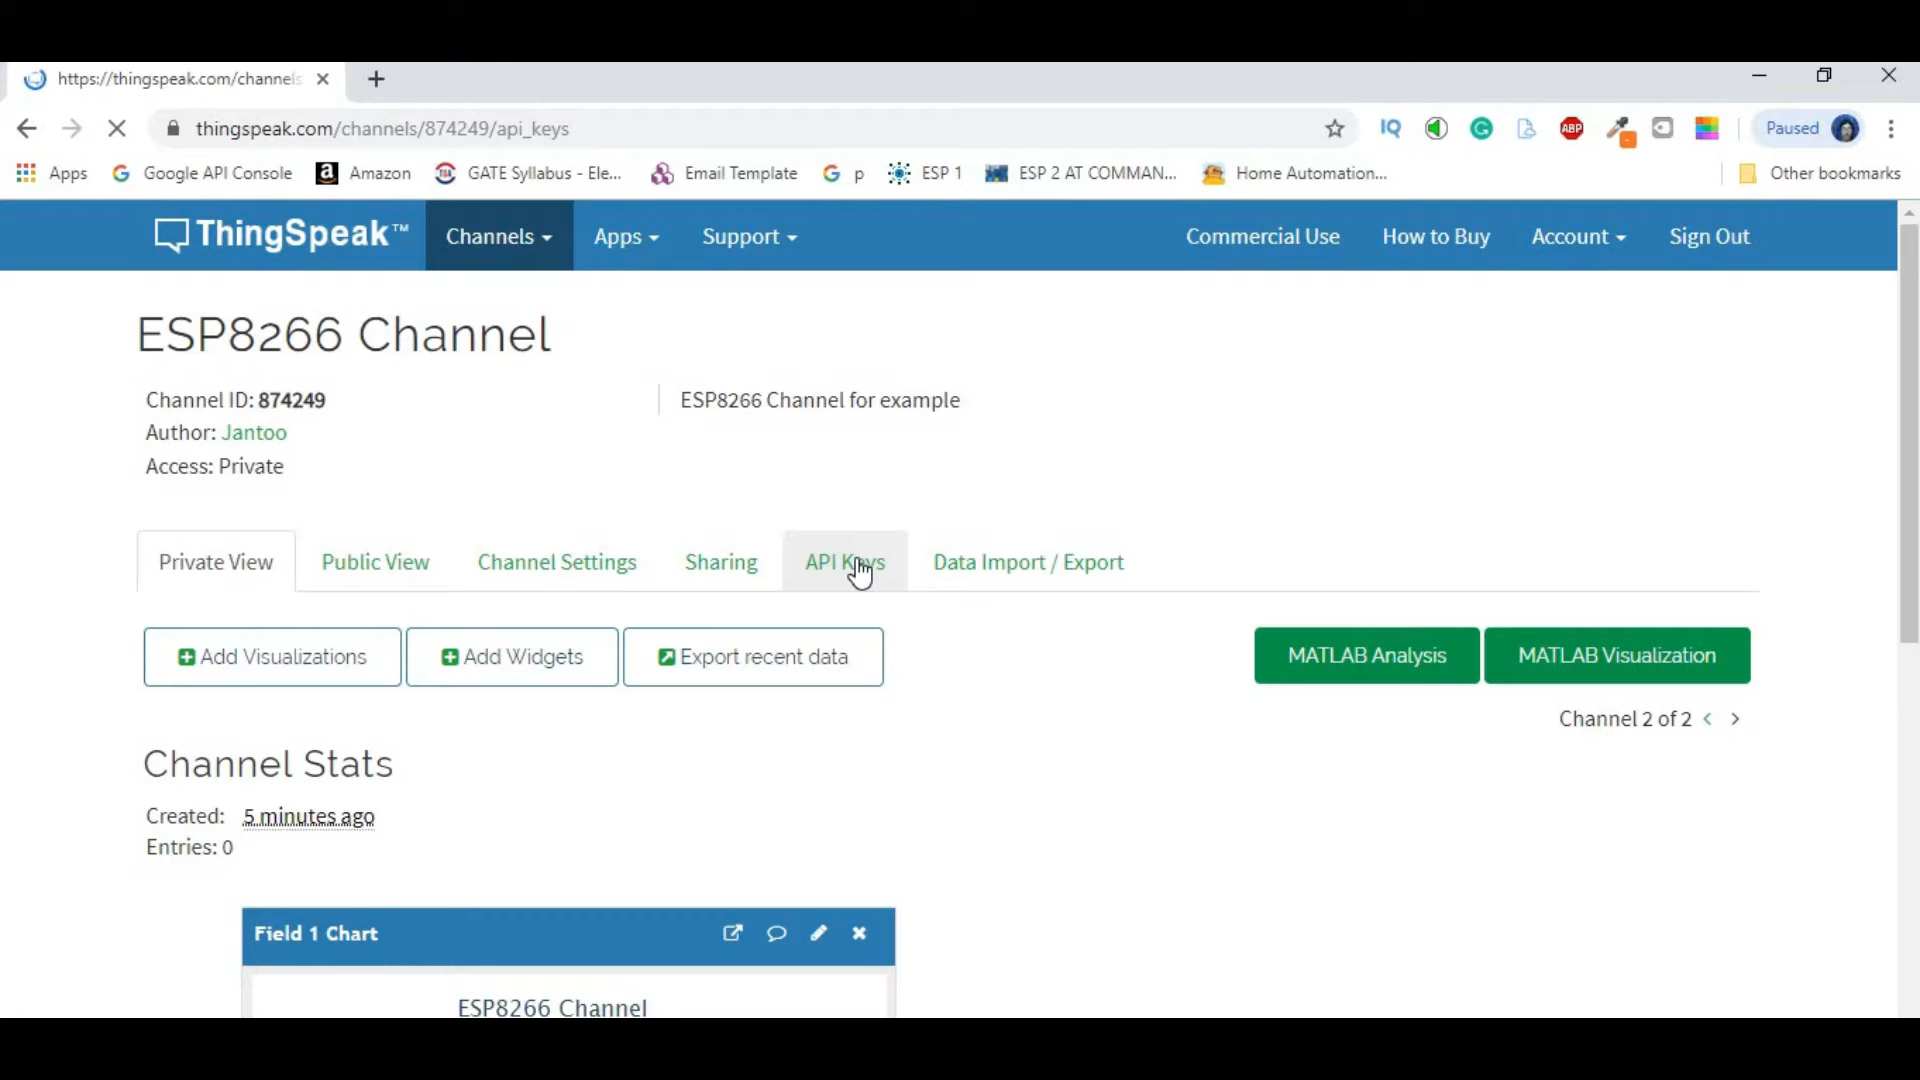 https://thingspeak.com/channels
thingspeak.com/channels/874249/api_keys
IQ
ABP
Paused
Apps
Google API Console
Amazon
GATE Syllabus - Ele...
Email Template
p
ESP 1
ESP 2 AT COMMAN...
Home Automation...
Other bookmarks
ThingSpeak™
Channels
Apps
Support
Commercial Use
How to Buy
Account
Sign Out
ESP8266 Channel
Channel ID: 874249
Author: Jantoo
Access: Private
ESP8266 Channel for example
Private View
Public View
Channel Settings
Sharing
API Keys
Data Import / Export
Add Visualizations
Add Widgets
Export recent data
MATLAB Analysis
MATLAB Visualization
Channel 2 of 2 < >
Channel Stats
Created: 5 minutes ago
Entries: 0
Field 1 Chart
ESP8266 Channel